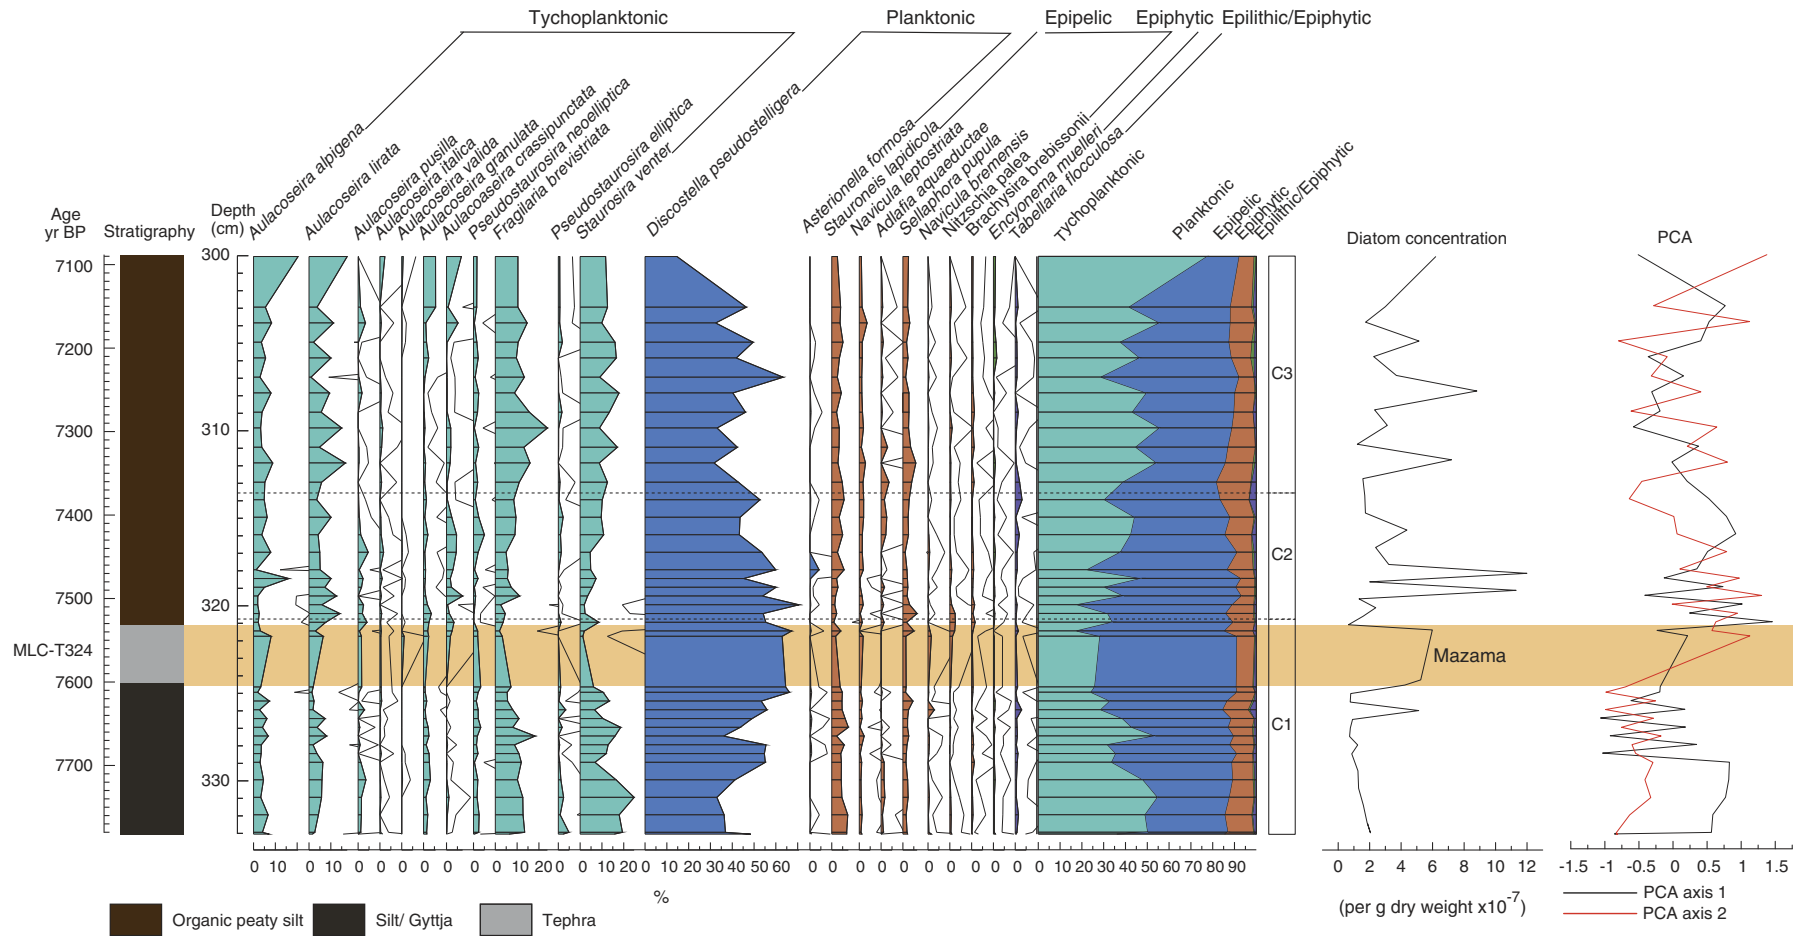 Tychoplanktonic Planktonic Epipelic Epiphytic Epilithic/Epiphytic
Aulacoseira alpigena
Aulacoseira lirata
Aulacoseira pusilla
Aulacoseira italica
Aulacoseira valida
Aulacoseira granulata
Aulacoaseira crassipunctata
Pseudostaurosira neoelliptica
Fragilaria brevistriata
Pseudostaurosira elliptica
Staurosira venter
Discostella pseudostelligera
Asterionella formosa
Stauroneis lapidicola
Navicula leptostriata
Adlafia aquaeductae
Sellaphora pupula
Navicula bremensis
Nitzschia palea
Brachysira brebissonii
Encyonema muelleri
Tabellaria flocculosa
Tychoplanktonic
Planktonic
Epipelic
Epiphytic
Epilithic/Epiphytic
Age
yr BP
Stratigraphy
Depth
(cm)
Diatom concentration
PCA
7100
7200
7300
7400
7500
MLC-T324
7600
7700
300
310
320
330
C3
C2
C1
Mazama
0 10 0 10 0 0 0 0 0 0 0 10 20 0 0 10 20 0 10 20 30 40 50 60 0 0 0 0 0 0 0 0 0 0 0 10 20 30 40 50 60 70 80 90
0 2 4 6 8 10 12
-1.5 -1 0 0.5 0 1 1.5
%
(per g dry weight x10-7)
PCA axis 1
PCA axis 2
Organic peaty silt
Silt/ Gyttja
Tephra